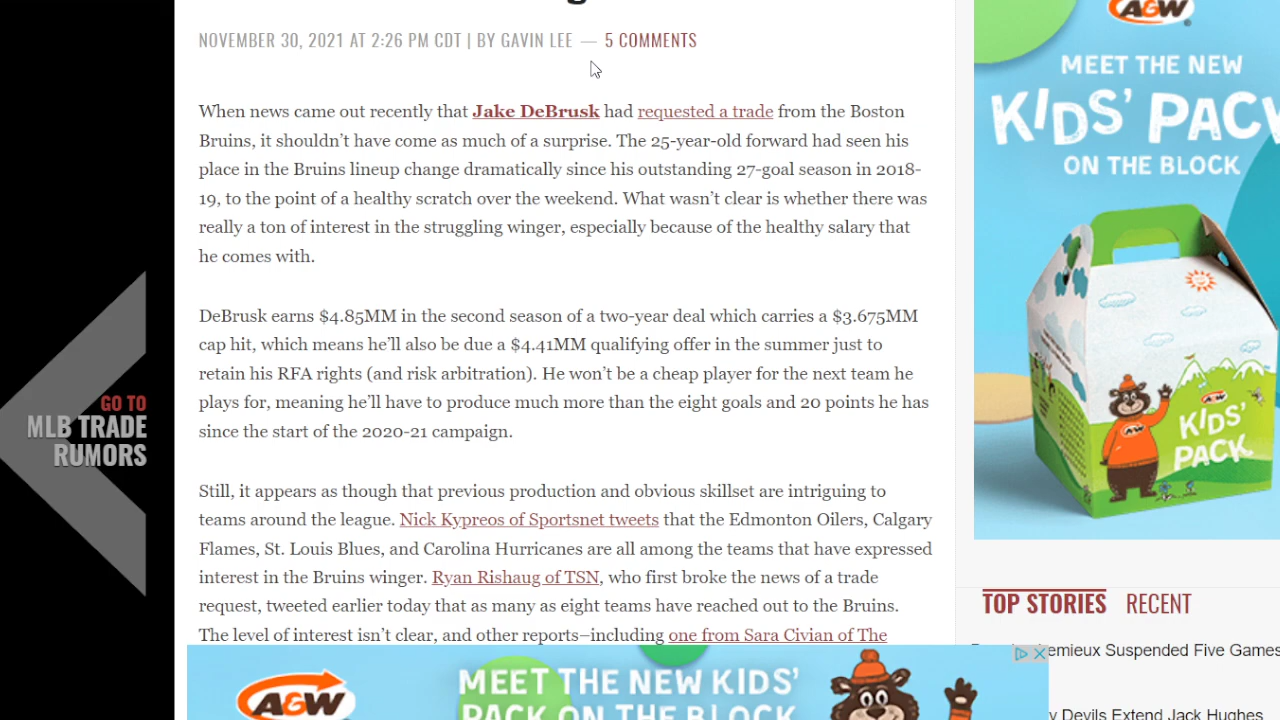 NOVEMBER 30, 2021 AT 2:26 PM CDT | BY GAVIN LEE — 5 COMMENTS
When news came out recently that Jake DeBrusk had requested a trade from the Boston
Bruins, it shouldn't have come as much of a surprise. The 25-year-old forward had seen his
place in the Bruins lineup change dramatically since his outstanding 27-goal season in 2018-
19, to the point of a healthy scratch over the weekend. What wasn't clear is whether there was
really a ton of interest in the struggling winger, especially because of the healthy salary that
he comes with.
DeBrusk earns $4.85MM in the second season of a two-year deal which carries a $3.675MM
cap hit, which means he'll also be due a $4.41MM qualifying offer in the summer just to
retain his RFA rights (and risk arbitration). He won't be a cheap player for the next team he
plays for, meaning he'll have to produce much more than the eight goals and 20 points he has
since the start of the 2020-21 campaign.
Still, it appears as though that previous production and obvious skillset are intriguing to
teams around the league. Nick Kypreos of Sportsnet tweets that the Edmonton Oilers, Calgary
Flames, St. Louis Blues, and Carolina Hurricanes are all among the teams that have expressed
interest in the Bruins winger. Ryan Rishaug of TSN, who first broke the news of a trade
request, tweeted earlier today that as many as eight teams have reached out to the Bruins.
The level of interest isn't clear, and other reports–including one from Sara Civian of The
GO TO
MLB TRADE
RUMORS
A&W
MEET THE NEW
KIDS' PACK
ON THE BLOCK
A&W
KIDS'
PACK
TOP STORIES RECENT
emieux Suspended Five Games
Devils Extend Jack Hughes
A&W
MEET THE NEW KIDS'
PACK ON THE BLOCK